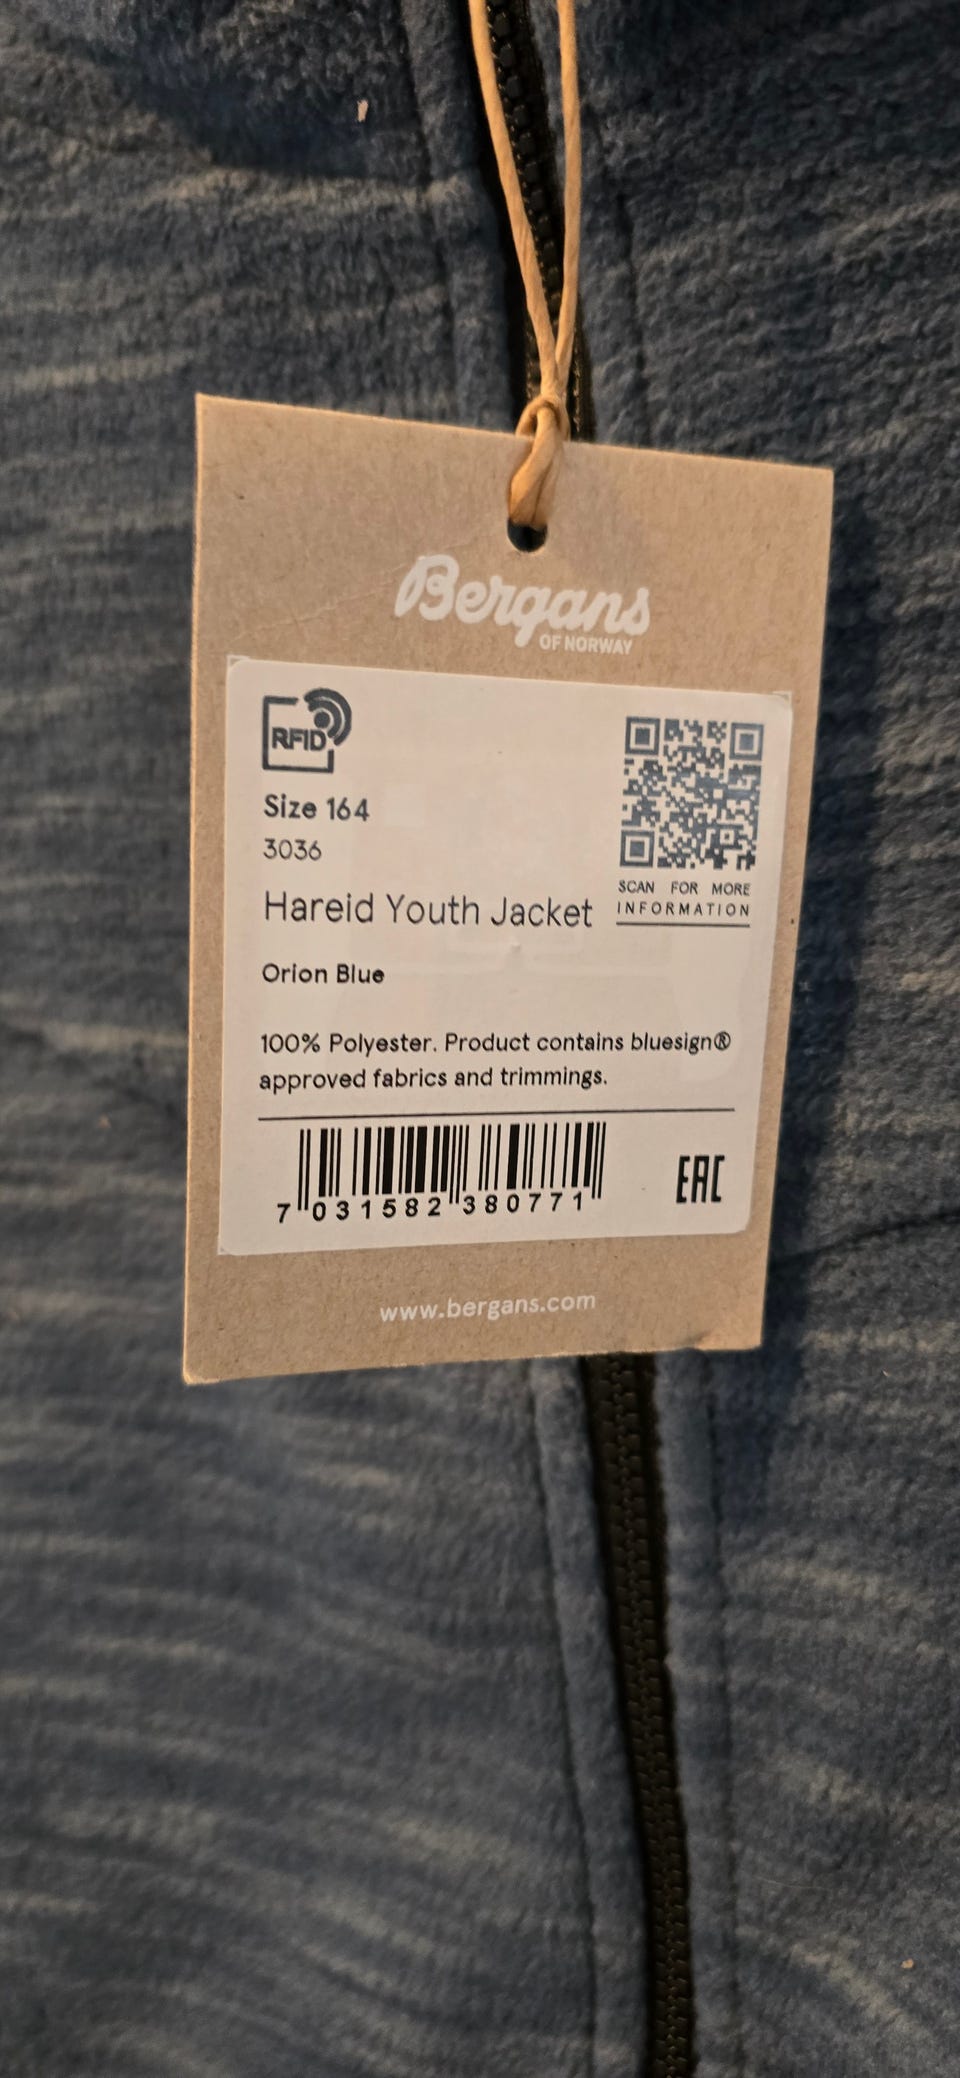 Bergans
OF NORWAY
RFID
Size 164
3036
SCAN FOR MORE
INFORMATION
Hareid Youth Jacket
Orion Blue
100% Polyester. Product contains bluesign®
approved fabrics and trimmings.
7 031582 380771
EAC
www.bergans.com